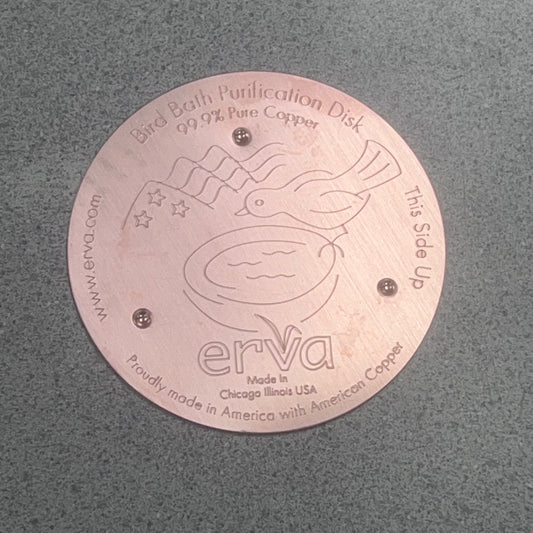 Bird Bath Purification Disk
99.9% Pure Copper
www.erva.com
This Side Up
erva
Made In
Chicago Illinois USA
Proudly made in America with American Copper